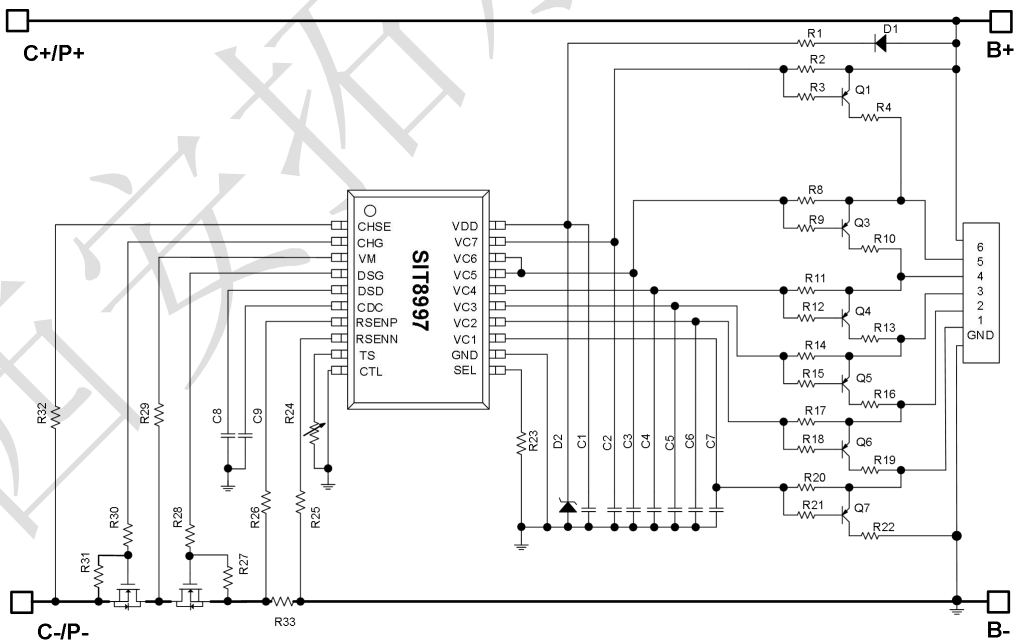 C+/P+
B+
R1
D1
R2
R3
Q1
R4
R8
R9
Q3
R10
R11
R12
Q4
R13
R14
R15
Q5
R16
R17
R18
Q6
R19
R20
R21
Q7
R22
6
5
4
3
2
1
GND
SIT8997
CHSE
CHG
VM
DSG
DSD
CDC
RSENP
RSENN
TS
CTL
VDD
VC7
VC6
VC5
VC4
VC3
VC2
VC1
GND
SEL
R32
R29
C8
C9
R24
R23
D2
C1
C2
C3
C4
C5
C6
C7
R30
R28
R26
R25
R31
R27
R33
C-/P-
B-
西安拓